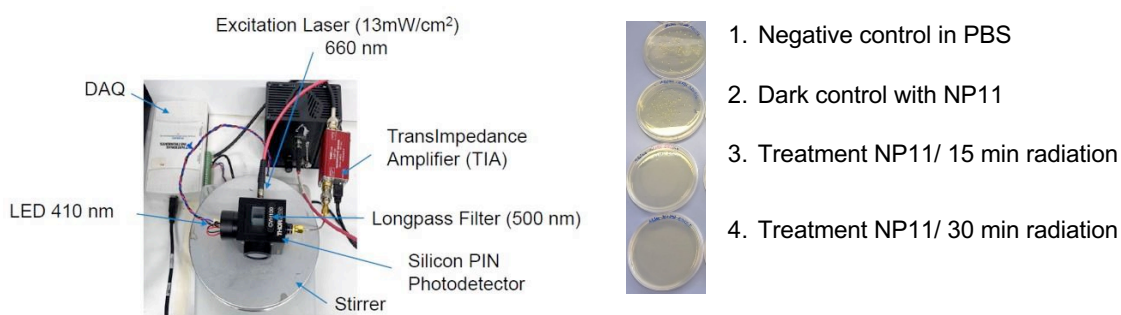 Excitation Laser (13mW/cm²)
660 nm
DAQ
TransImpedance
Amplifier (TIA)
LED 410 nm
Longpass Filter (500 nm)
Silicon PIN
Photodetector
Stirrer
1. Negative control in PBS
2. Dark control with NP11
3. Treatment NP11/ 15 min radiation
4. Treatment NP11/ 30 min radiation